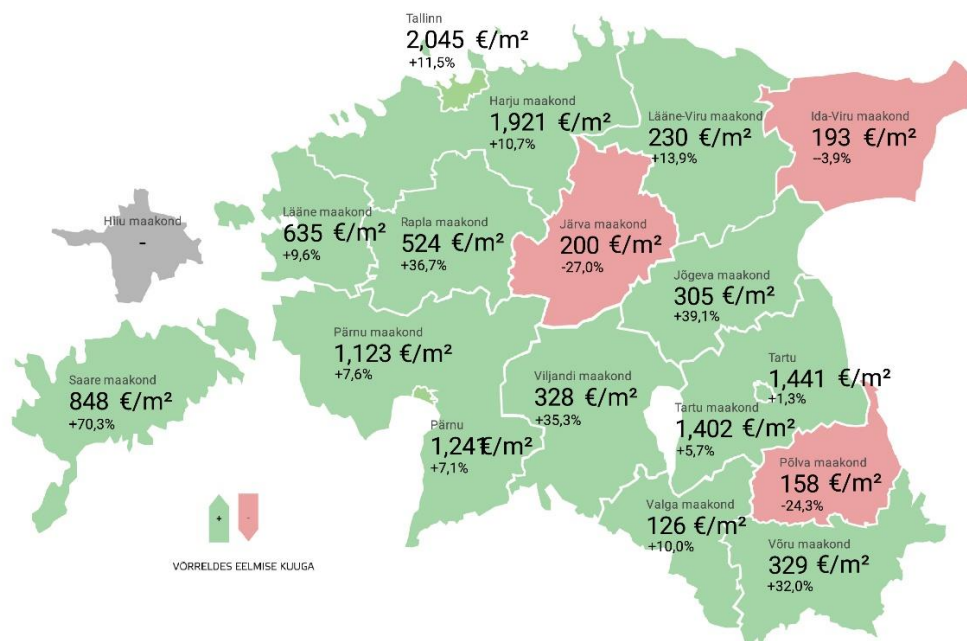 Tallinn
2,045 €/m²
+11,5%
Harju maakond
1,921 €/m²
+10,7%
Lääne-Viru maakond
230 €/m²
+13,9%
Ida-Viru maakond
193 €/m²
--3,9%
Hiiu maakond
-
Lääne maakond
635 €/m²
+9,6%
Rapla maakond
524 €/m²
+36,7%
Järva maakond
200 €/m²
-27,0%
Jõgeva maakond
305 €/m²
+39,1%
Saare maakond
848 €/m²
+70,3%
Pärnu maakond
1,123 €/m²
+7,6%
Viljandi maakond
328 €/m²
+35,3%
Tartu
1,441 €/m²
+1,3%
Tartu maakond
1,402 €/m²
+5,7%
Pärnu
1,241€/m²
+7,1%
Põlva maakond
158 €/m²
-24,3%
Valga maakond
126 €/m²
+10,0%
Võru maakond
329 €/m²
+32,0%
+ -
VÕRRELDES EELMISE KUUGA